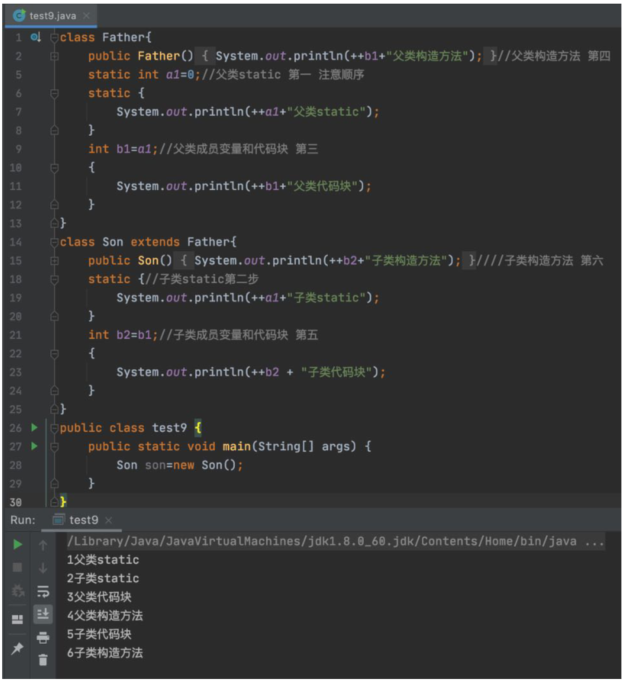 test9.java
1 class Father{
2 public Father() { System.out.println(++b1+"父类构造方法"); }//父类构造方法 第四
5 static int a1=0;//父类static 第一 注意顺序
6 static {
7 System.out.println(++a1+"父类static");
8 }
9 int b1=a1;//父类成员变量和代码块 第三
10 {
11 System.out.println(++b1+"父类代码块");
12 }
13 }
14 class Son extends Father{
15 public Son() { System.out.println(++b2+"子类构造方法"); }////子类构造方法 第六
18 static {//子类static第二步
19 System.out.println(++a1+"子类static");
20 }
21 int b2=b1;//子类成员变量和代码块 第五
22 {
23 System.out.println(++b2 + "子类代码块");
24 }
25 }
26 public class test9 {
27 public static void main(String[] args) {
28 Son son=new Son();
29 }
30 }
Run: test9
/Library/Java/JavaVirtualMachines/jdk1.8.0_60.jdk/Contents/Home/bin/java ...
1父类static
2子类static
3父类代码块
4父类构造方法
5子类代码块
6子类构造方法